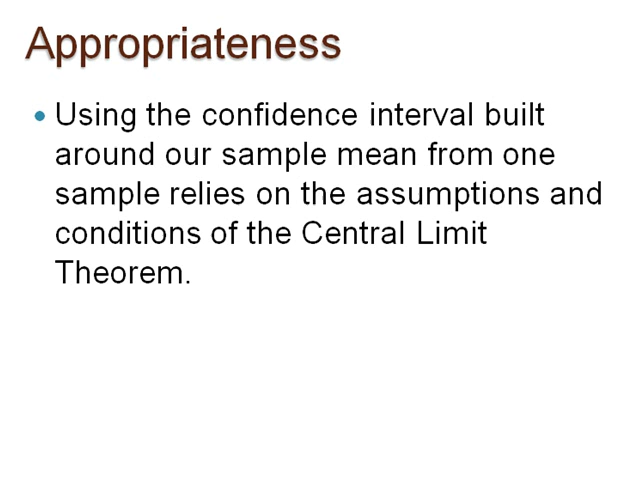 Appropriateness
• Using the confidence interval built
around our sample mean from one
sample relies on the assumptions and
conditions of the Central Limit
Theorem.